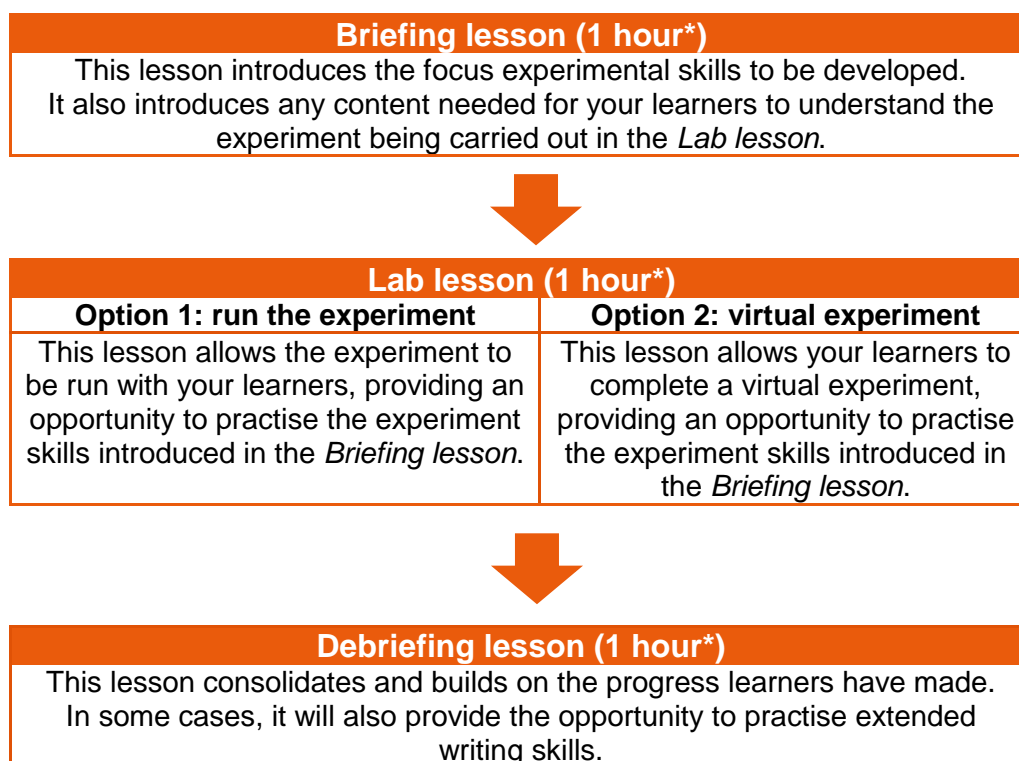 Briefing lesson (1 hour*)
This lesson introduces the focus experimental skills to be developed.
It also introduces any content needed for your learners to understand the
experiment being carried out in the Lab lesson.
Lab lesson (1 hour*)
Option 1: run the experiment
This lesson allows the experiment to
be run with your learners, providing an
opportunity to practise the experiment
skills introduced in the Briefing lesson.
Option 2: virtual experiment
This lesson allows your learners to
complete a virtual experiment,
providing an opportunity to practise
the experiment skills introduced in
the Briefing lesson.
Debriefing lesson (1 hour*)
This lesson consolidates and builds on the progress learners have made.
In some cases, it will also provide the opportunity to practise extended
writing skills.